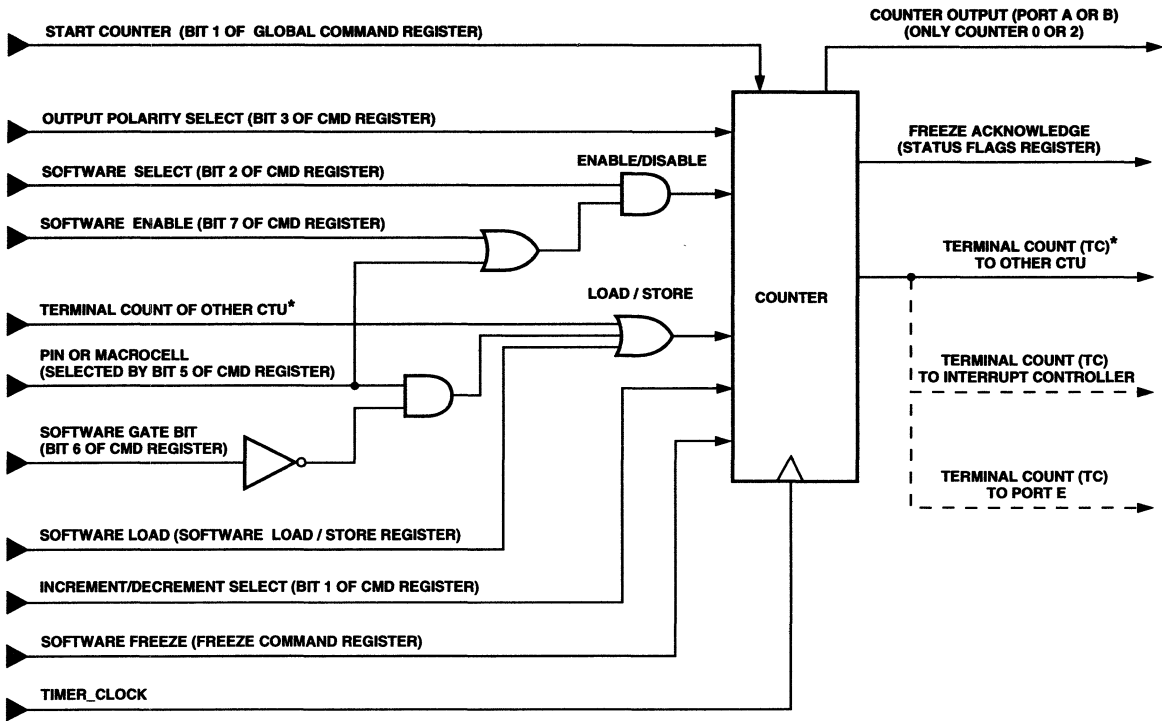 START COUNTER (BIT 1 OF GLOBAL COMMAND REGISTER)
COUNTER OUTPUT (PORT A OR B)
(ONLY COUNTER 0 OR 2)
OUTPUT POLARITY SELECT (BIT 3 OF CMD REGISTER)
FREEZE ACKNOWLEDGE
(STATUS FLAGS REGISTER)
SOFTWARE SELECT (BIT 2 OF CMD REGISTER)
ENABLE/DISABLE
SOFTWARE ENABLE (BIT 7 OF CMD REGISTER)
TERMINAL COUNT (TC)*
TO OTHER CTU
LOAD / STORE
COUNTER
TERMINAL COUNT OF OTHER CTU*
PIN OR MACROCELL
(SELECTED BY BIT 5 OF CMD REGISTER)
TERMINAL COUNT (TC)
TO INTERRUPT CONTROLLER
SOFTWARE GATE BIT
(BIT 6 OF CMD REGISTER)
TERMINAL COUNT (TC)
TO PORT E
SOFTWARE LOAD (SOFTWARE LOAD / STORE REGISTER)
INCREMENT/DECREMENT SELECT (BIT 1 OF CMD REGISTER)
SOFTWARE FREEZE (FREEZE COMMAND REGISTER)
TIMER_CLOCK